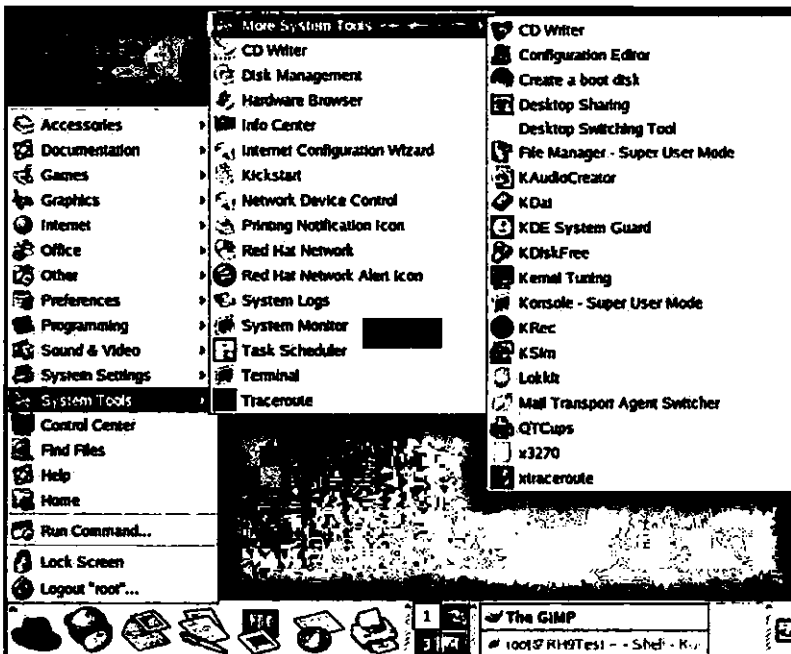 Accessories
Documentation
Games
Graphics
Internet
Office
Other
Preferences
Programming
Sound & Video
System Settings
System Tools
Control Center
Find Files
Help
Home
Run Command...
Lock Screen
Logout "root"...
More System Tools
CD Writer
Disk Management
Hardware Browser
Info Center
Internet Configuration Wizard
Kickstart
Network Device Control
Printing Notification Icon
Red Hat Network
Red Hat Network Alert Icon
System Logs
System Monitor
Task Scheduler
Terminal
Traceroute
CD Writer
Configuration Editor
Create a boot disk
Desktop Sharing
Desktop Switching Tool
File Manager - Super User Mode
KAudioCreator
KDat
KDE System Guard
KDiskFree
Kernel Tuning
Konsole - Super User Mode
KRec
KSim
Lokkit
Mail Transport Agent Switcher
QTCups
x3270
xtraceroute
1
3
The GIMP
root@RH9Test - - Shell - K